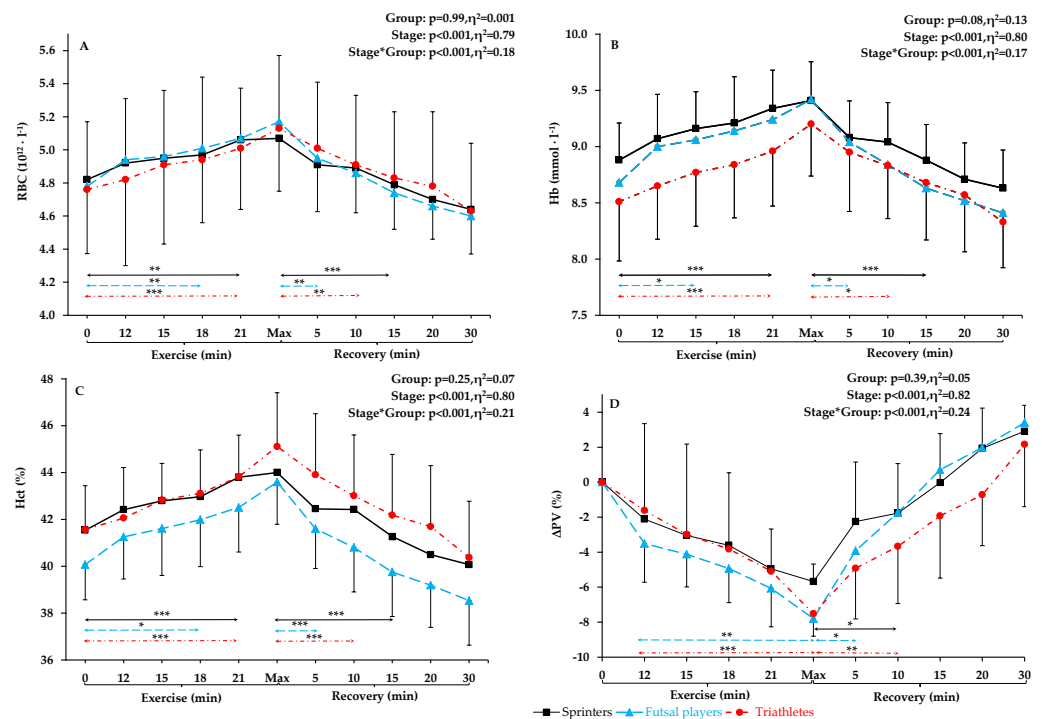 Group: p=0.99,η²=0.001
Stage: p<0.001,η²=0.79
Stage*Group: p<0.001,η²=0.18
A
RBC (10¹² · l⁻¹)
5.6
5.4
5.2
5.0
4.8
4.6
4.4
4.2
4.0
**
**
***
***
**
**
0 12 15 18 21 Max 5 10 15 20 30
Exercise (min) Recovery (min)
Group: p=0.08,η²=0.13
Stage: p<0.001,η²=0.80
Stage*Group: p<0.001,η²=0.17
B
Hb (mmol · l⁻¹)
10.0
9.5
9.0
8.5
8.0
7.5
***
*
***
***
*
*
0 12 15 18 21 Max 5 10 15 20 30
Exercise (min) Recovery (min)
Group: p=0.25,η²=0.07
Stage: p<0.001,η²=0.80
Stage*Group: p<0.001,η²=0.21
C
Hct (%)
48
46
44
42
40
38
36
***
*
***
***
***
***
0 12 15 18 21 Max 5 10 15 20 30
Exercise (min) Recovery (min)
Group: p=0.39,η²=0.05
Stage: p<0.001,η²=0.82
Stage*Group: p<0.001,η²=0.24
D
ΔPV (%)
4
2
0
-2
-4
-6
-8
-10
*
** *
*** **
0 12 15 18 21 Max 5 10 15 20 30
Exercise (min) Recovery (min)
Sprinters Futsal players Triathletes